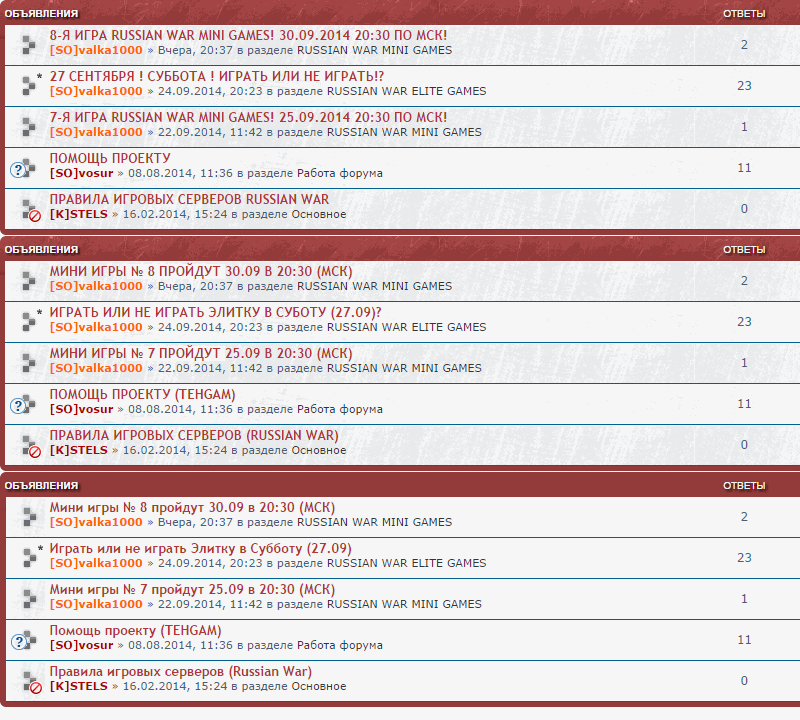 ОБЪЯВЛЕНИЯ ОТВЕТЫ
8-Я ИГРА RUSSIAN WAR MINI GAMES! 30.09.2014 20:30 ПО МСК!
[SO]valka1000 » Вчера, 20:37 в разделе RUSSIAN WAR MINI GAMES 2
27 СЕНТЯБРЯ ! СУББОТА ! ИГРАТЬ ИЛИ НЕ ИГРАТЬ!?
[SO]valka1000 » 24.09.2014, 20:23 в разделе RUSSIAN WAR ELITE GAMES 23
7-Я ИГРА RUSSIAN WAR MINI GAMES! 25.09.2014 20:30 ПО МСК!
[SO]valka1000 » 22.09.2014, 11:42 в разделе RUSSIAN WAR MINI GAMES 1
ПОМОЩЬ ПРОЕКТУ
[SO]vosur » 08.08.2014, 11:36 в разделе Работа форума 11
ПРАВИЛА ИГРОВЫХ СЕРВЕРОВ RUSSIAN WAR
[K]STELS » 16.02.2014, 15:24 в разделе Основное 0
ОБЪЯВЛЕНИЯ ОТВЕТЫ
МИНИ ИГРЫ № 8 ПРОЙДУТ 30.09 В 20:30 (МСК)
[SO]valka1000 » Вчера, 20:37 в разделе RUSSIAN WAR MINI GAMES 2
ИГРАТЬ ИЛИ НЕ ИГРАТЬ ЭЛИТКУ В СУБОТУ (27.09)?
[SO]valka1000 » 24.09.2014, 20:23 в разделе RUSSIAN WAR ELITE GAMES 23
МИНИ ИГРЫ № 7 ПРОЙДУТ 25.09 В 20:30 (МСК)
[SO]valka1000 » 22.09.2014, 11:42 в разделе RUSSIAN WAR MINI GAMES 1
ПОМОЩЬ ПРОЕКТУ (TEHGAM)
[SO]vosur » 08.08.2014, 11:36 в разделе Работа форума 11
ПРАВИЛА ИГРОВЫХ СЕРВЕРОВ (RUSSIAN WAR)
[K]STELS » 16.02.2014, 15:24 в разделе Основное 0
ОБЪЯВЛЕНИЯ ОТВЕТЫ
Мини игры № 8 пройдут 30.09 в 20:30 (МСК)
[SO]valka1000 » Вчера, 20:37 в разделе RUSSIAN WAR MINI GAMES 2
Играть или не играть Элитку в Субботу (27.09)
[SO]valka1000 » 24.09.2014, 20:23 в разделе RUSSIAN WAR ELITE GAMES 23
Мини игры № 7 пройдут 25.09 в 20:30 (МСК)
[SO]valka1000 » 22.09.2014, 11:42 в разделе RUSSIAN WAR MINI GAMES 1
Помощь проекту (TEHGAM)
[SO]vosur » 08.08.2014, 11:36 в разделе Работа форума 11
Правила игровых серверов (Russian War)
[K]STELS » 16.02.2014, 15:24 в разделе Основное 0